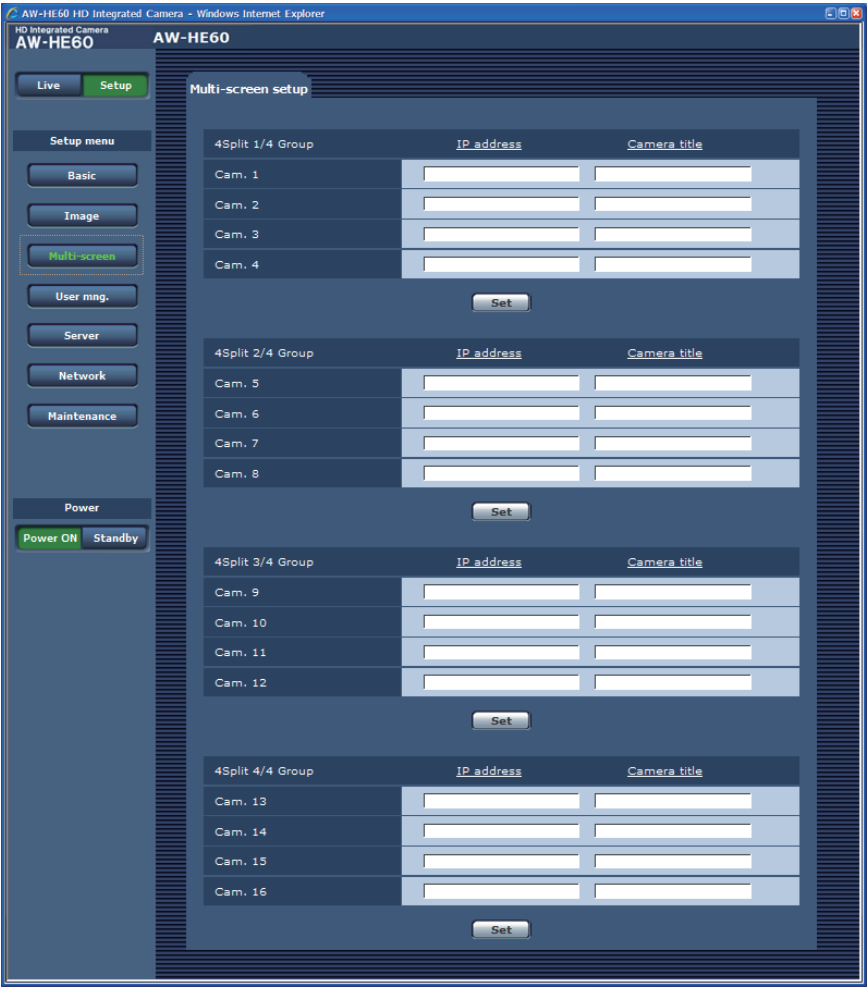 AW-HE60 HD Integrated Camera - Windows Internet Explorer
HD Integrated Camera
AW-HE60
AW-HE60
Live Setup
Setup menu
Basic
Image
Multi-screen
User mng.
Server
Network
Maintenance
Power
Power ON Standby
Multi-screen setup
4Split 1/4 Group IP address Camera title
Cam. 1
Cam. 2
Cam. 3
Cam. 4
Set
4Split 2/4 Group IP address Camera title
Cam. 5
Cam. 6
Cam. 7
Cam. 8
Set
4Split 3/4 Group IP address Camera title
Cam. 9
Cam. 10
Cam. 11
Cam. 12
Set
4Split 4/4 Group IP address Camera title
Cam. 13
Cam. 14
Cam. 15
Cam. 16
Set